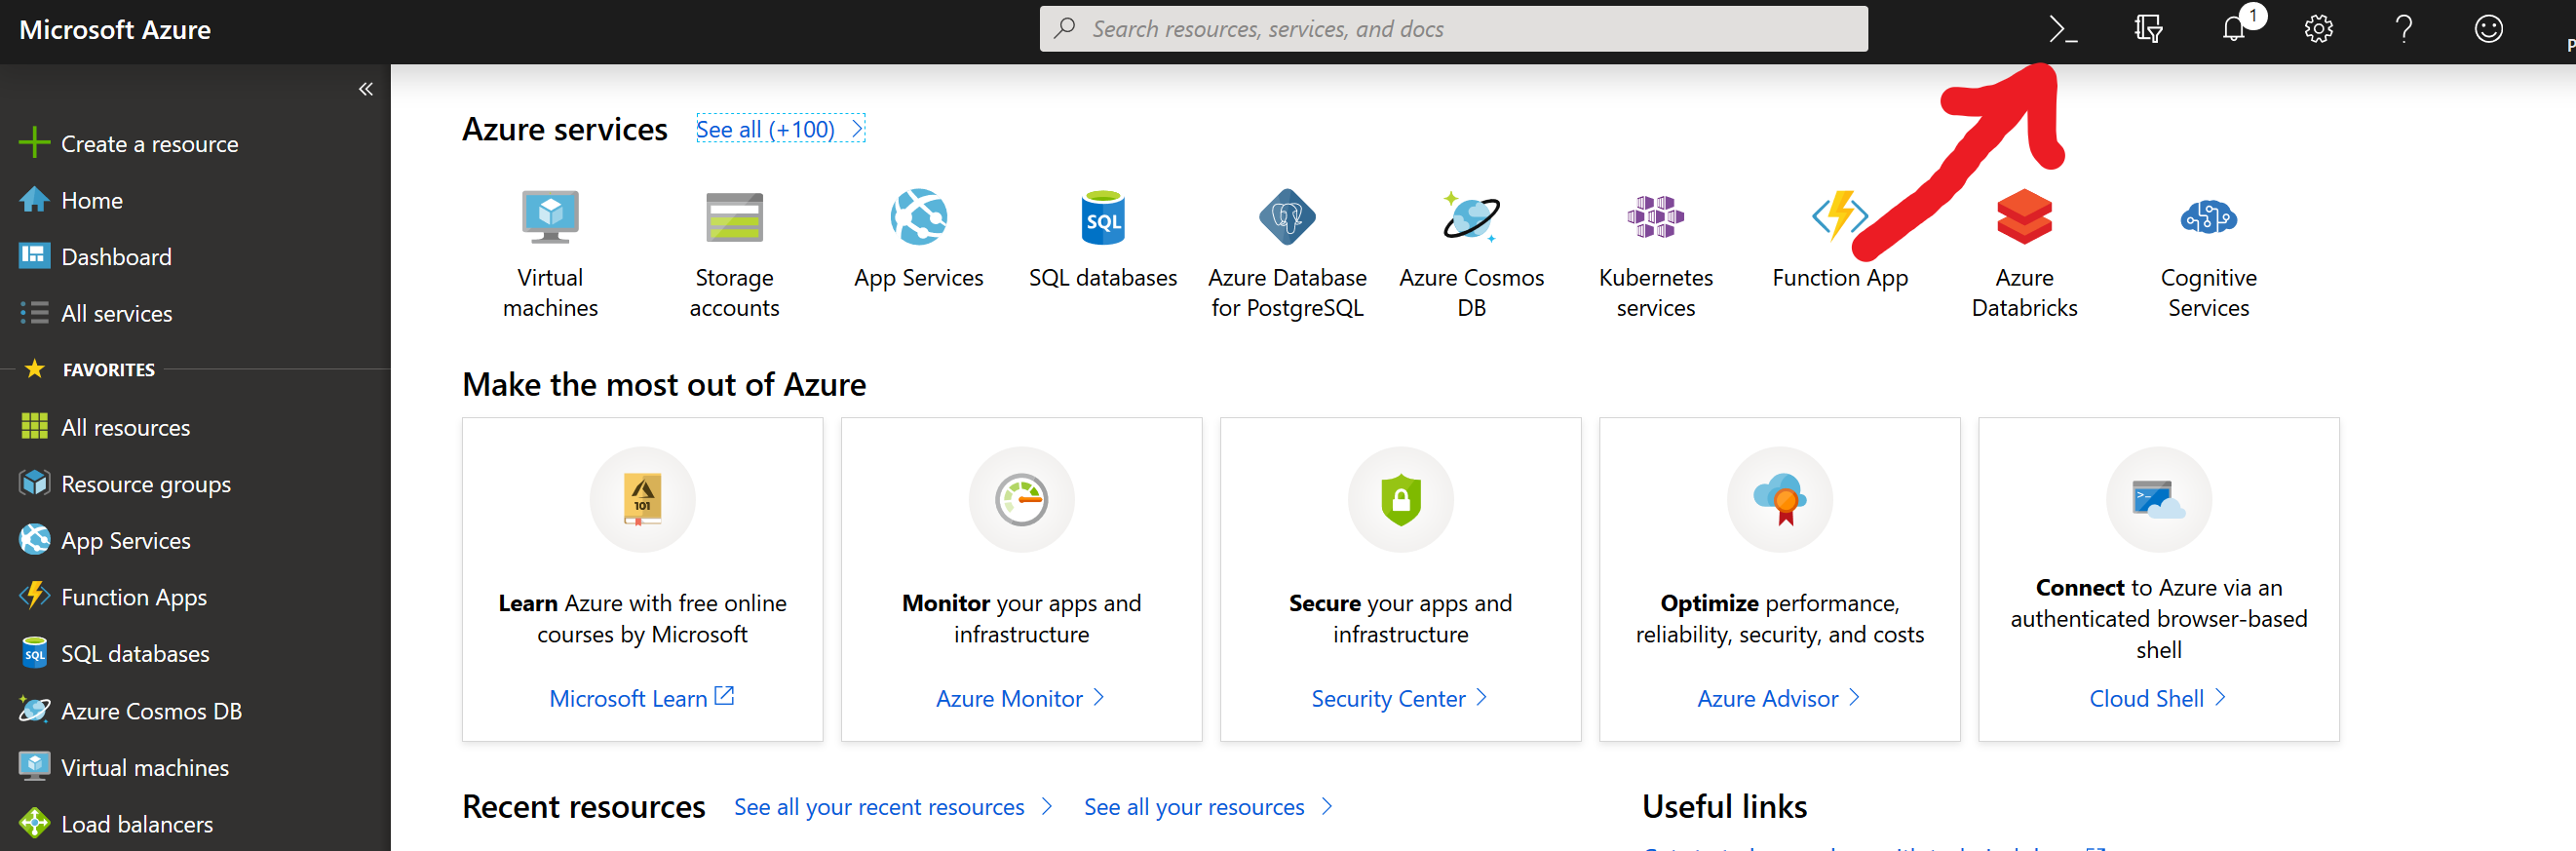 Microsoft Azure
Search resources, services, and docs
>_
1
?
P
«
Create a resource
Home
Dashboard
All services
FAVORITES
All resources
Resource groups
App Services
Function Apps
SQL
SQL databases
Azure Cosmos DB
Virtual machines
Load balancers
Azure services
See all (+100) >
SQL
Virtual
machines
Storage
accounts
App Services
SQL databases
Azure Database
for PostgreSQL
Azure Cosmos
DB
Kubernetes
services
Function App
Azure
Databricks
Cognitive
Services
Make the most out of Azure
101
Learn Azure with free online
courses by Microsoft
Microsoft Learn
Monitor your apps and
infrastructure
Azure Monitor >
Secure your apps and
infrastructure
Security Center >
Optimize performance,
reliability, security, and costs
Azure Advisor >
>_
Connect to Azure via an
authenticated browser-based
shell
Cloud Shell >
Recent resources
See all your recent resources >
See all your resources >
Useful links